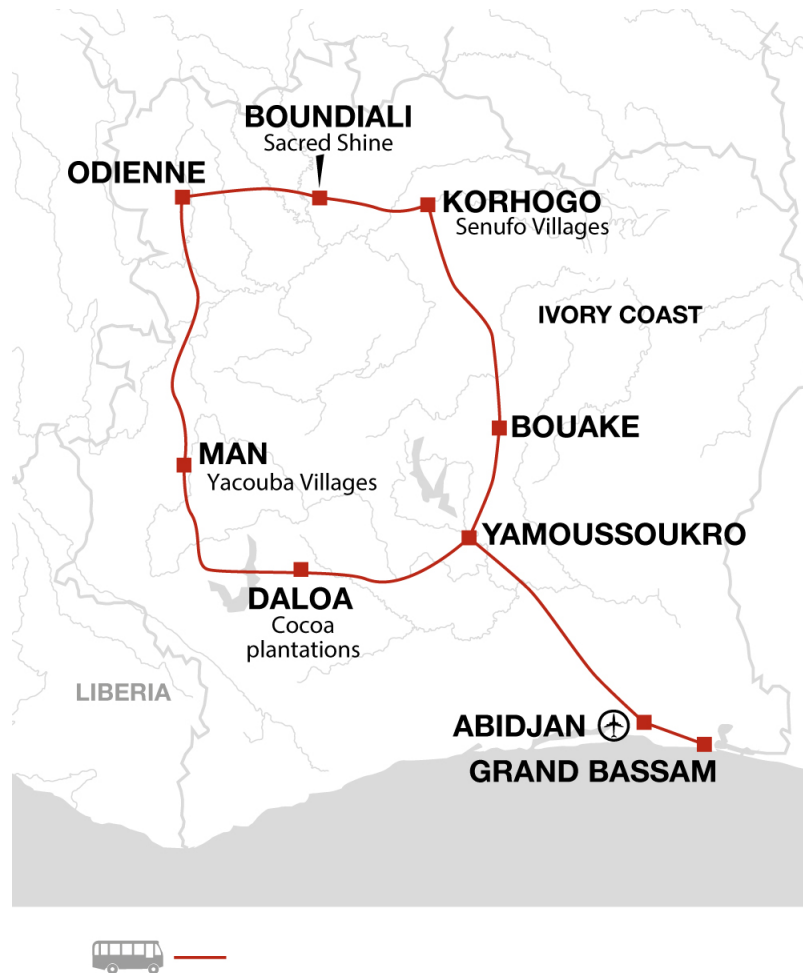 BOUNDIALI
Sacred Shine
ODIENNE
KORHOGO
Senufo Villages
IVORY COAST
BOUAKE
MAN
Yacouba Villages
YAMOUSSOUKRO
DALOA
Cocoa
plantations
LIBERIA
ABIDJAN
GRAND BASSAM